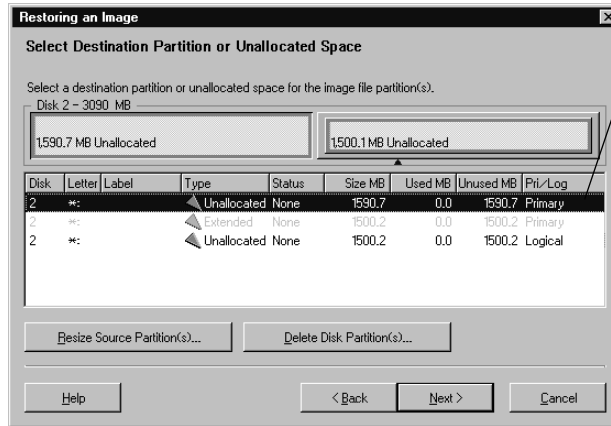 Restoring an Image
Select Destination Partition or Unallocated Space
Select a destination partition or unallocated space for the image file partition(s).
Disk 2 - 3090 MB
1,590.7 MB Unallocated
1,500.1 MB Unallocated
Disk Letter Label Type Status Size MB Used MB Unused MB Pri/Log
2 *: Unallocated None 1590.7 0.0 1590.7 Primary
2 *: Extended None 1500.2 0.0 1500.2 Primary
2 *: Unallocated None 1500.2 0.0 1500.2 Logical
Resize Source Partition(s)... Delete Disk Partition(s)...
Help < Back Next > Cancel